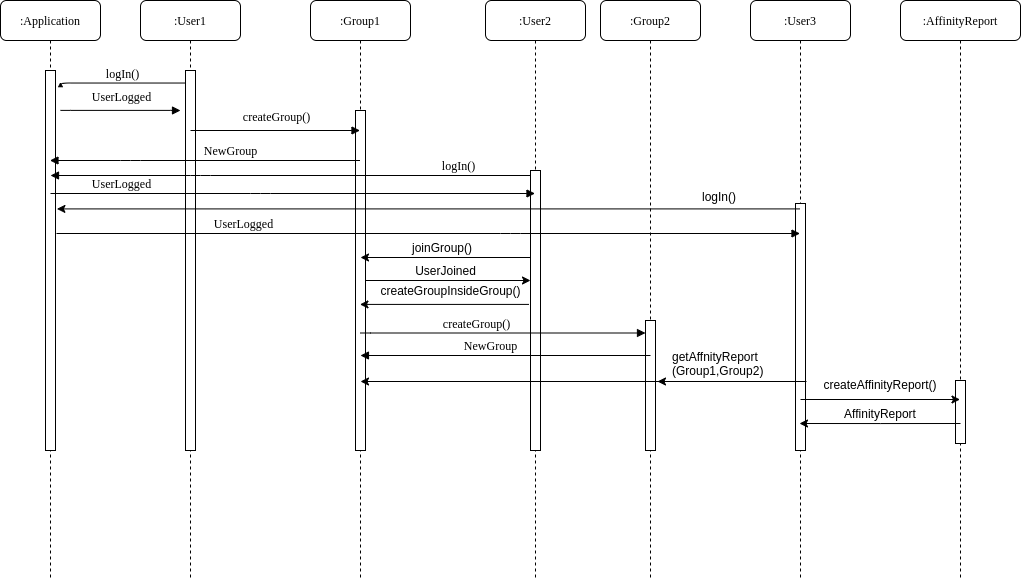 :Application
:User1
:Group1
:User2
:Group2
:User3
:AffinityReport
logIn()
UserLogged
createGroup()
NewGroup
logIn()
UserLogged
logIn()
UserLogged
joinGroup()
UserJoined
createGroupInsideGroup()
createGroup()
NewGroup
getAffnityReport
(Group1,Group2)
createAffinityReport()
AffinityReport